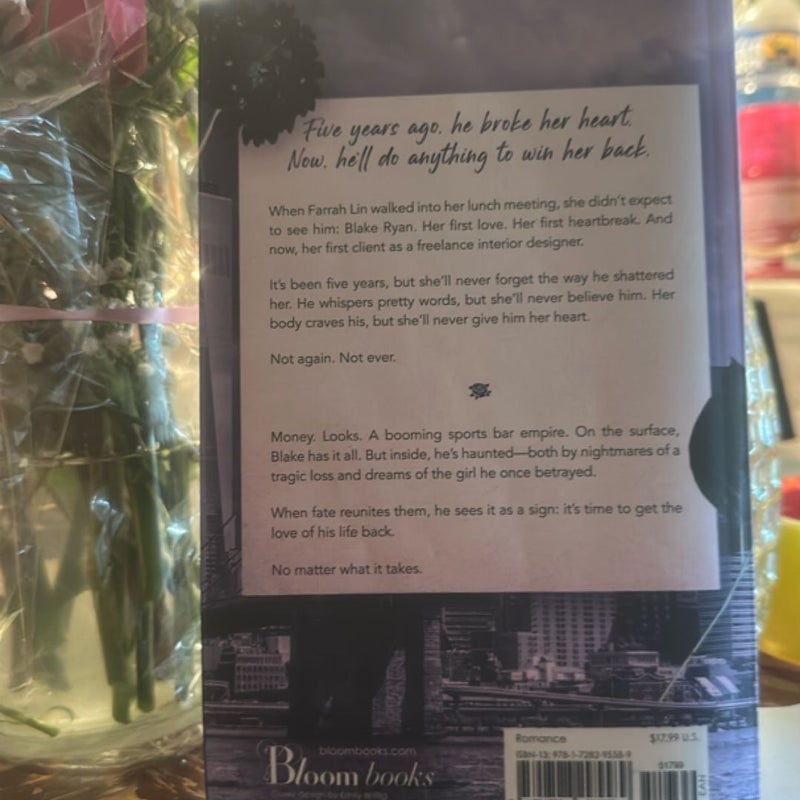 Five years ago, he broke her heart.
Now, he'll do anything to win her back.
When Farrah Lin walked into her lunch meeting, she didn't expect
to see him: Blake Ryan. Her first love. Her first heartbreak. And
now, her first client as a freelance interior designer.
It's been five years, but she'll never forget the way he shattered
her. He whispers pretty words, but she'll never believe him. Her
body craves his, but she'll never give him her heart.
Not again. Not ever.
Money. Looks. A booming sports bar empire. On the surface,
Blake has it all. But inside, he's haunted—both by nightmares of a
tragic loss and dreams of the girl he once betrayed.
When fate reunites them, he sees it as a sign: it's time to get the
love of his life back.
No matter what it takes.
Romance $17.99 U.S.
bloombooks.com
ISBN-13: 978-1-7282-9558-9
Bloom books
51799
EAN
Cover design by Emily Wittig